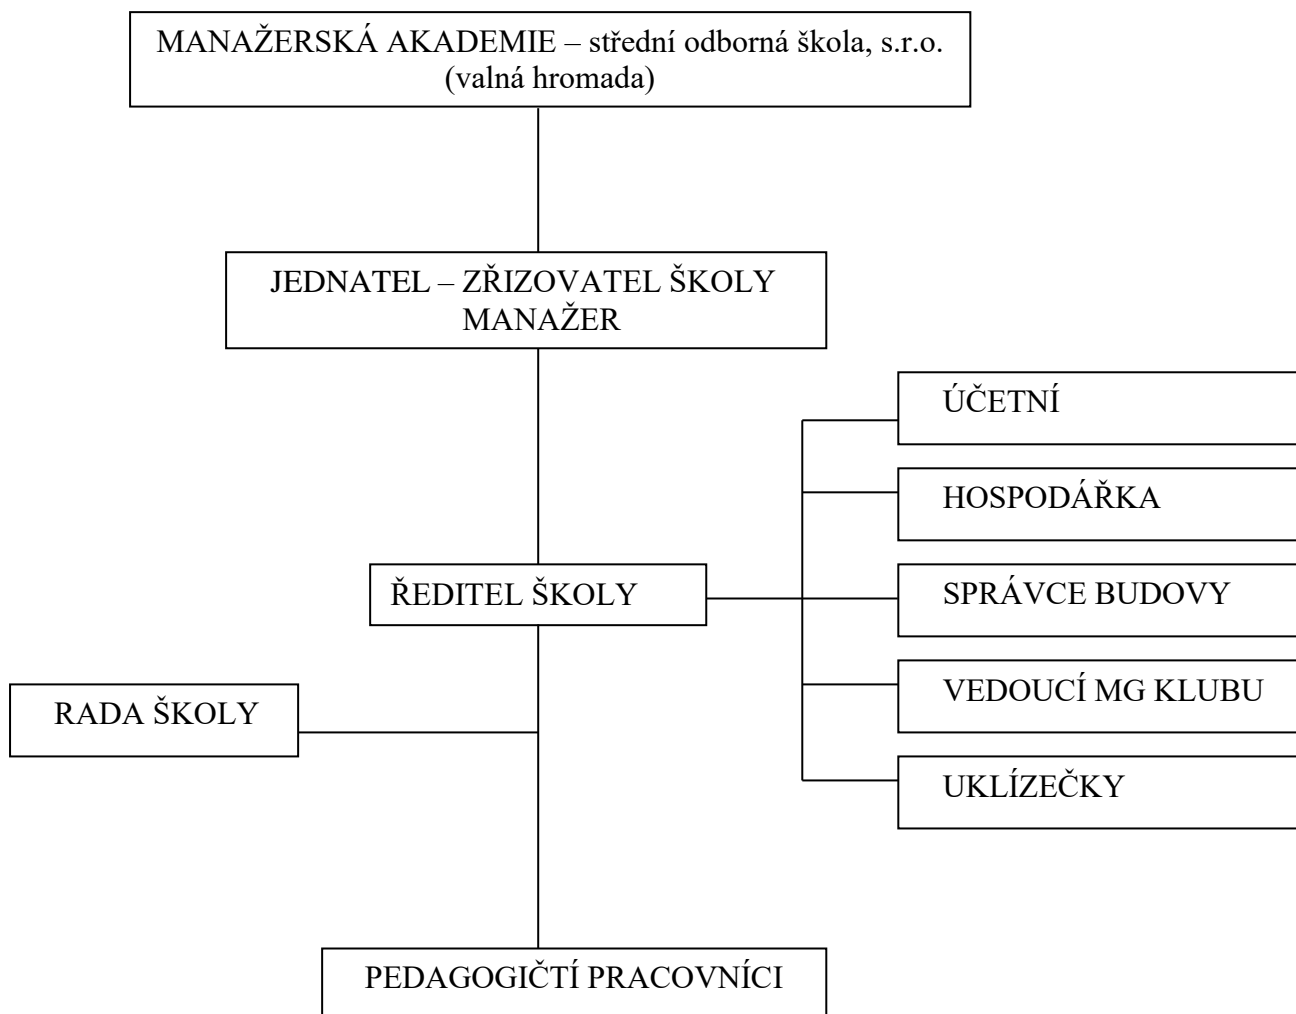 MANAŽERSKÁ AKADEMIE – střední odborná škola, s.r.o.
(valná hromada)
JEDNATEL – ZŘIZOVATEL ŠKOLY
MANAŽER
ÚČETNÍ
HOSPODÁŘKA
ŘEDITEL ŠKOLY
SPRÁVCE BUDOVY
RADA ŠKOLY
VEDOUCÍ MG KLUBU
UKLÍZEČKY
PEDAGOGIČTÍ PRACOVNÍCI